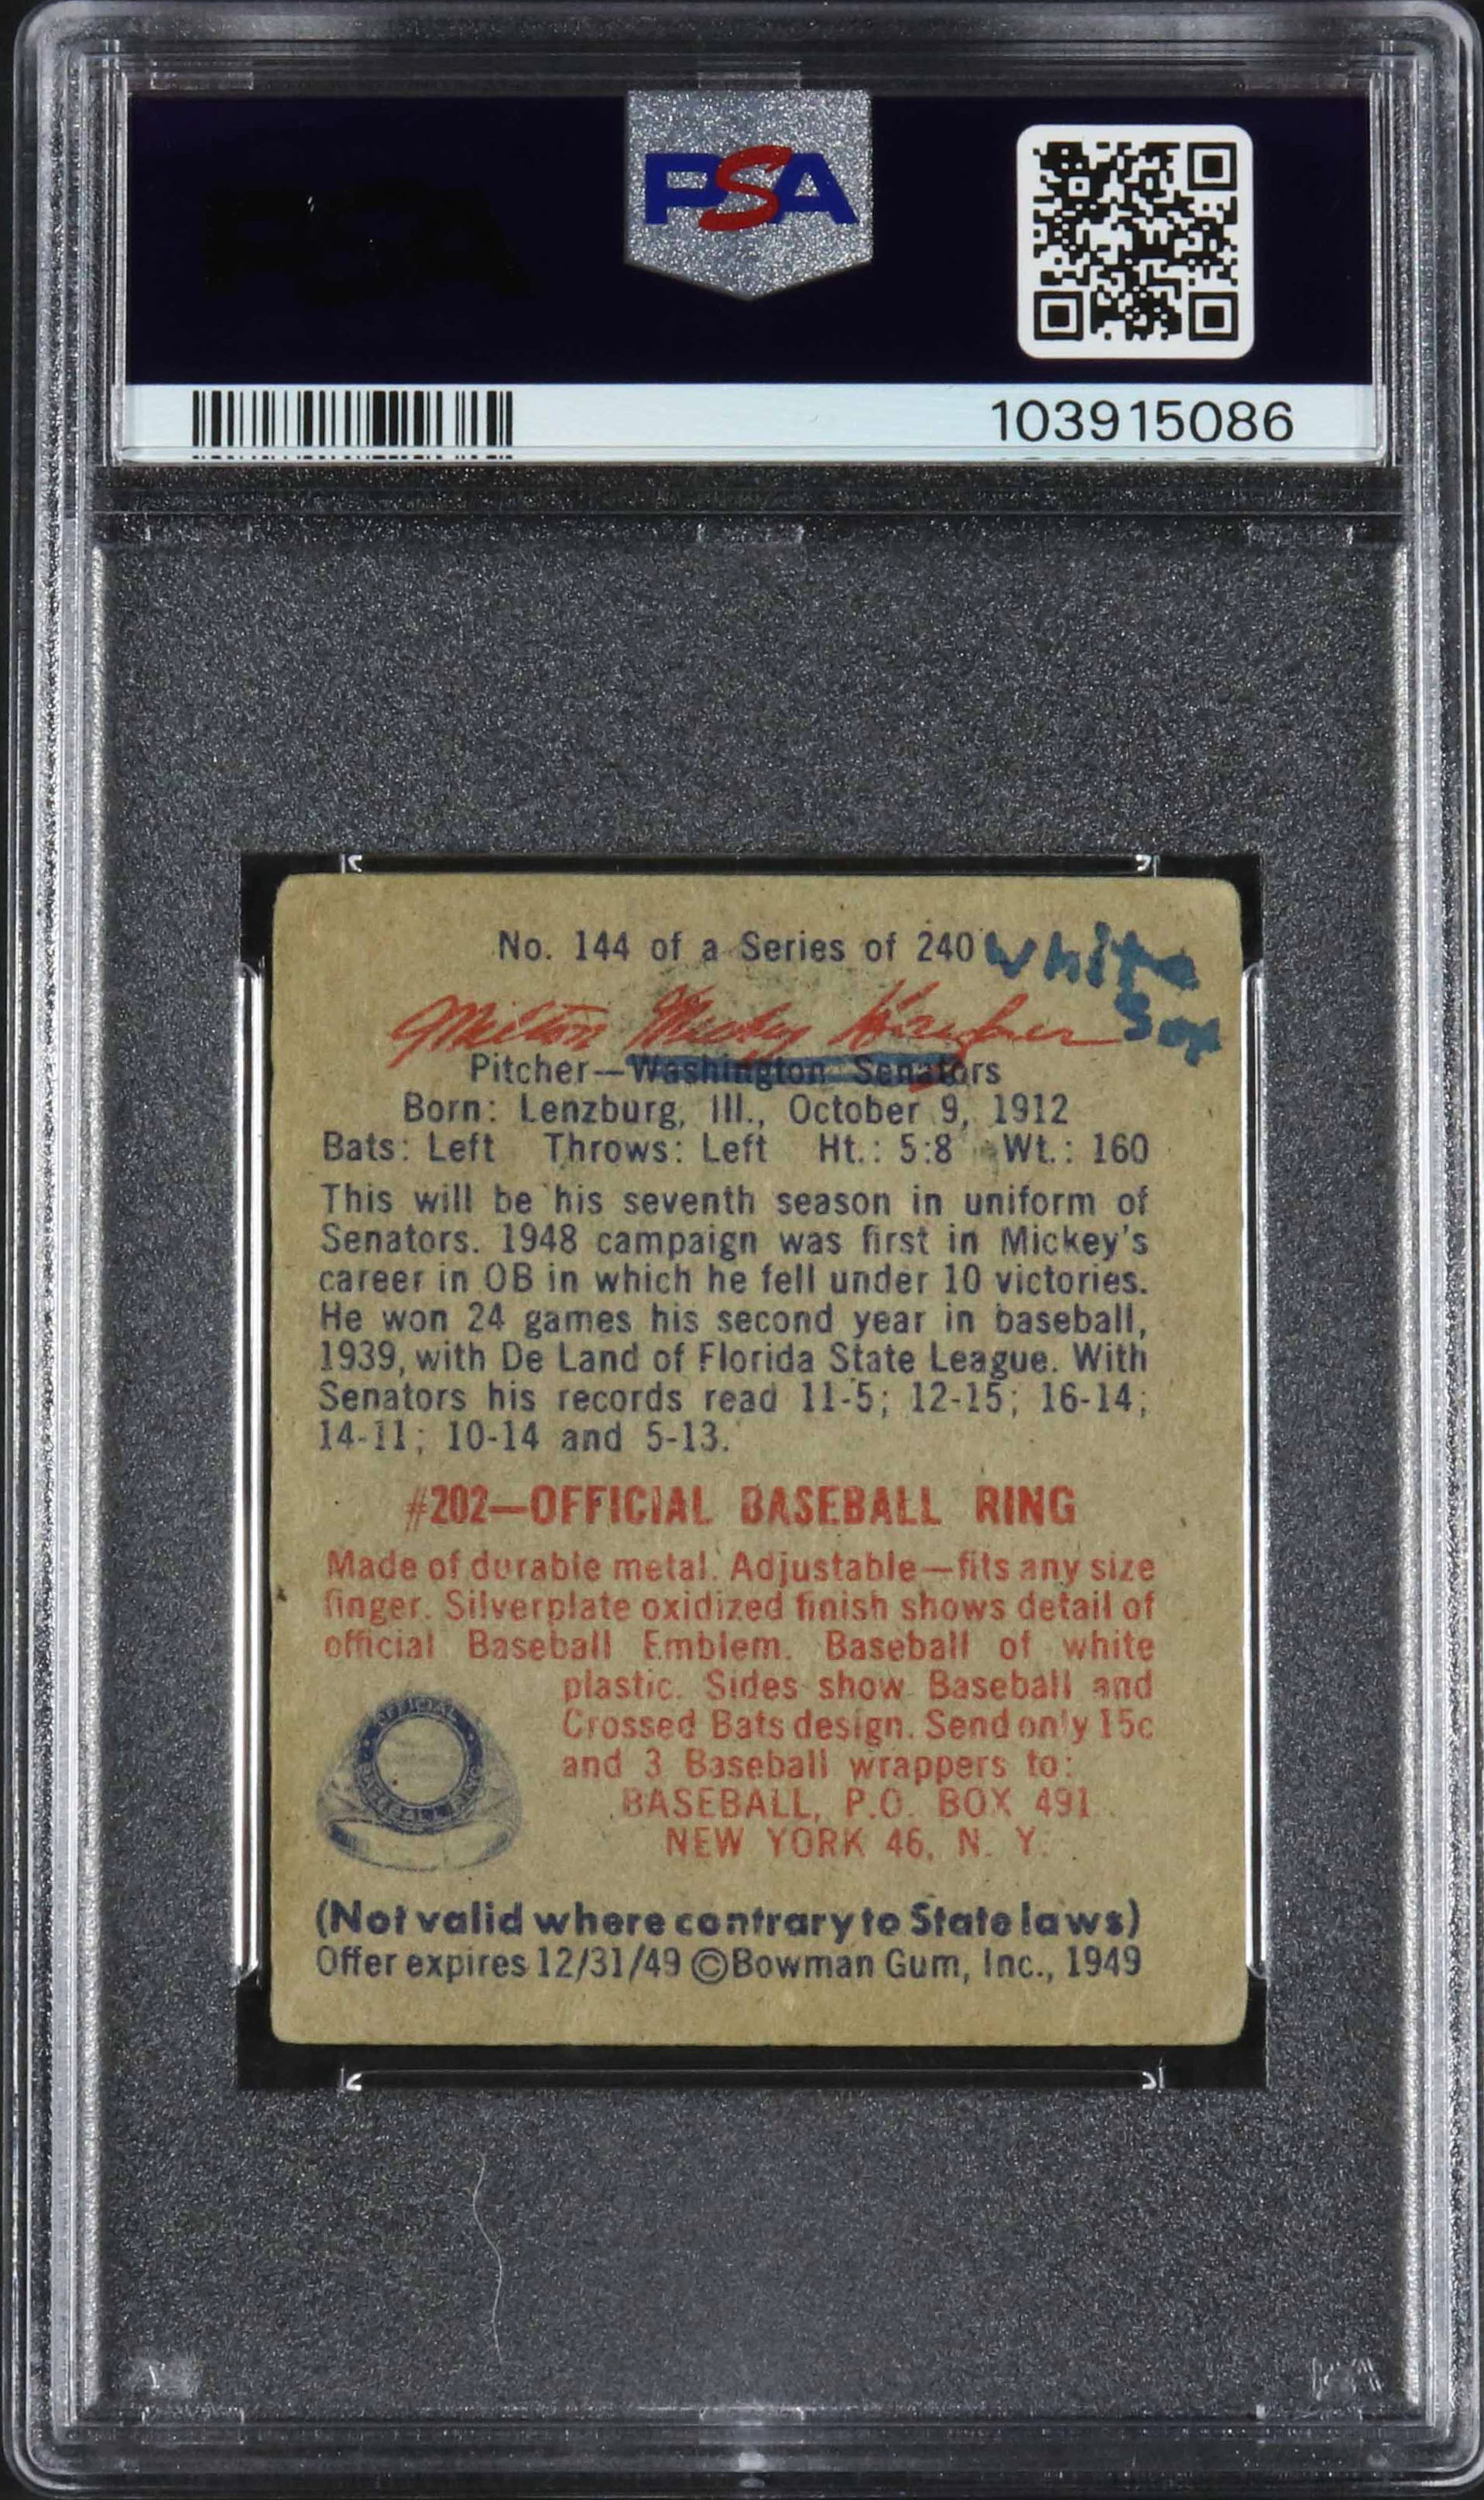 PSA
103915086
No. 144 of a Series of 240 White
Milton Mickey Haefner Sox
Pitcher—Washington Senators
Born: Lenzburg, Ill., October 9, 1912
Bats: Left Throws: Left Ht.: 5:8 Wt.: 160
This will be his seventh season in uniform of
Senators. 1948 campaign was first in Mickey's
career in OB in which he fell under 10 victories.
He won 24 games his second year in baseball,
1939, with De Land of Florida State League. With
Senators his records read 11-5; 12-15; 16-14;
14-11; 10-14 and 5-13.
#202—OFFICIAL BASEBALL RING
Made of durable metal. Adjustable—fits any size
finger. Silverplate oxidized finish shows detail of
official Baseball Emblem. Baseball of white
plastic. Sides show Baseball and
Crossed Bats design. Send only 15c
and 3 Baseball wrappers to:
BASEBALL, P.O. BOX 491
NEW YORK 46, N. Y.
OFFICIAL
BASEBALL RING
(Not valid where contrary to State laws)
Offer expires 12/31/49 ©Bowman Gum, Inc., 1949